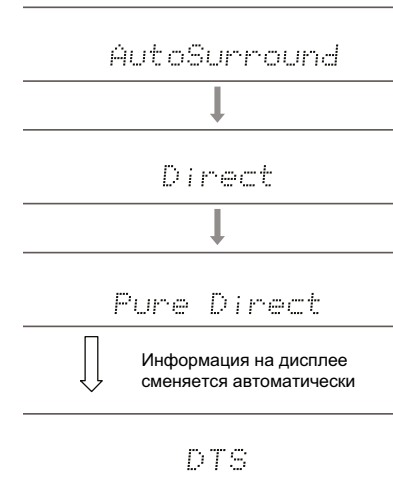 AutoSurround
Direct
Pure Direct
Информация на дисплее
сменяется автоматически
DTS